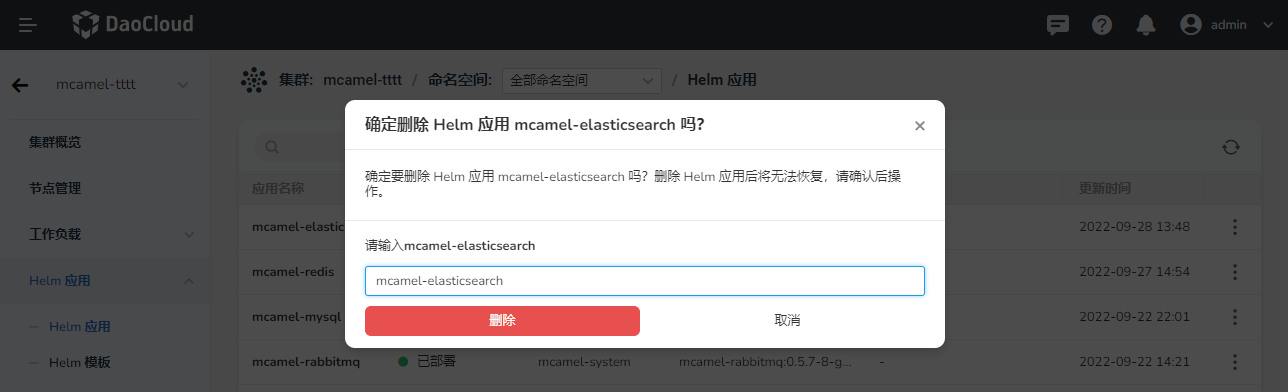 DaoCloud
admin
mcamel-tttt
集群: mcamel-tttt / 命名空间: 全部命名空间 / Helm 应用
集群概览
节点管理
工作负载
Helm 应用
Helm 应用
Helm 模板
确定删除 Helm 应用 mcamel-elasticsearch 吗?
确定要删除 Helm 应用 mcamel-elasticsearch 吗? 删除 Helm 应用后将无法恢复，请确认后操
作。
请输入mcamel-elasticsearch
mcamel-elasticsearch
删除 取消
应用名称 更新时间
mcamel-elastic 2022-09-28 13:48
mcamel-redis 2022-09-27 14:54
mcamel-mysql 2022-09-22 22:01
mcamel-rabbitmq 已部署 mcamel-system mcamel-rabbitmq:0.5.7-8-g... - 2022-09-22 14:21